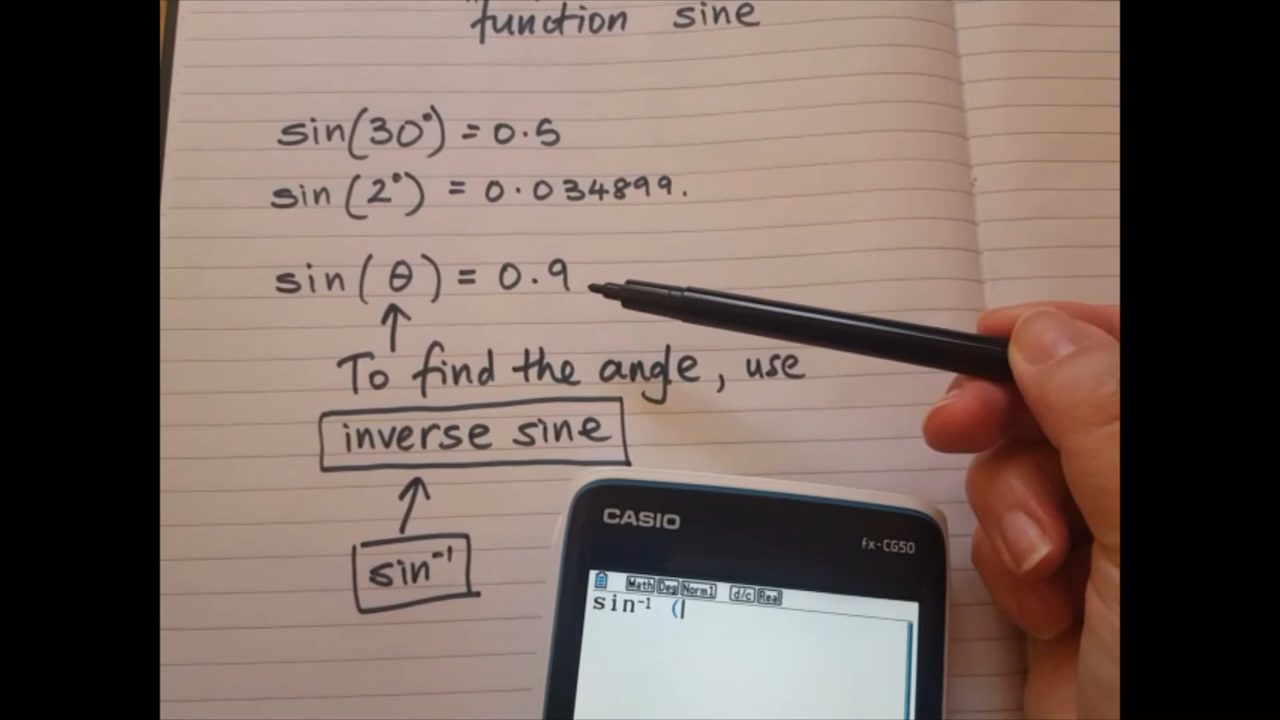 function sine
sin(30°) = 0.5
sin(2°) = 0.034899.
sin(θ) = 0.9
↑
To find the angle, use
inverse sine
↑
sin⁻¹
CASIO
fx-CG50
Math Deg Norm1 d/c Real
sin⁻¹ (